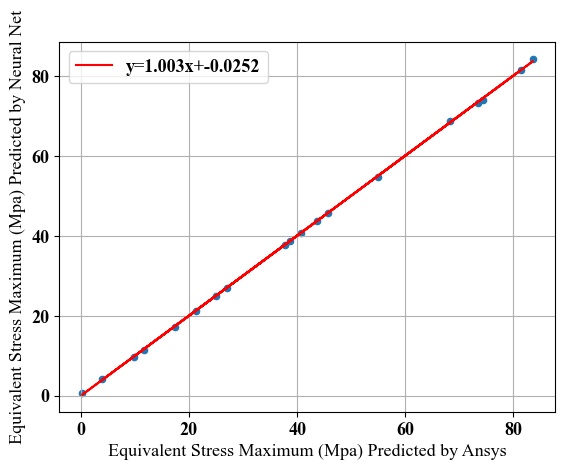 Equivalent Stress Maximum (Mpa) Predicted by Neural Net
y=1.003x+-0.0252
80
60
40
20
0
0 20 40 60 80
Equivalent Stress Maximum (Mpa) Predicted by Ansys